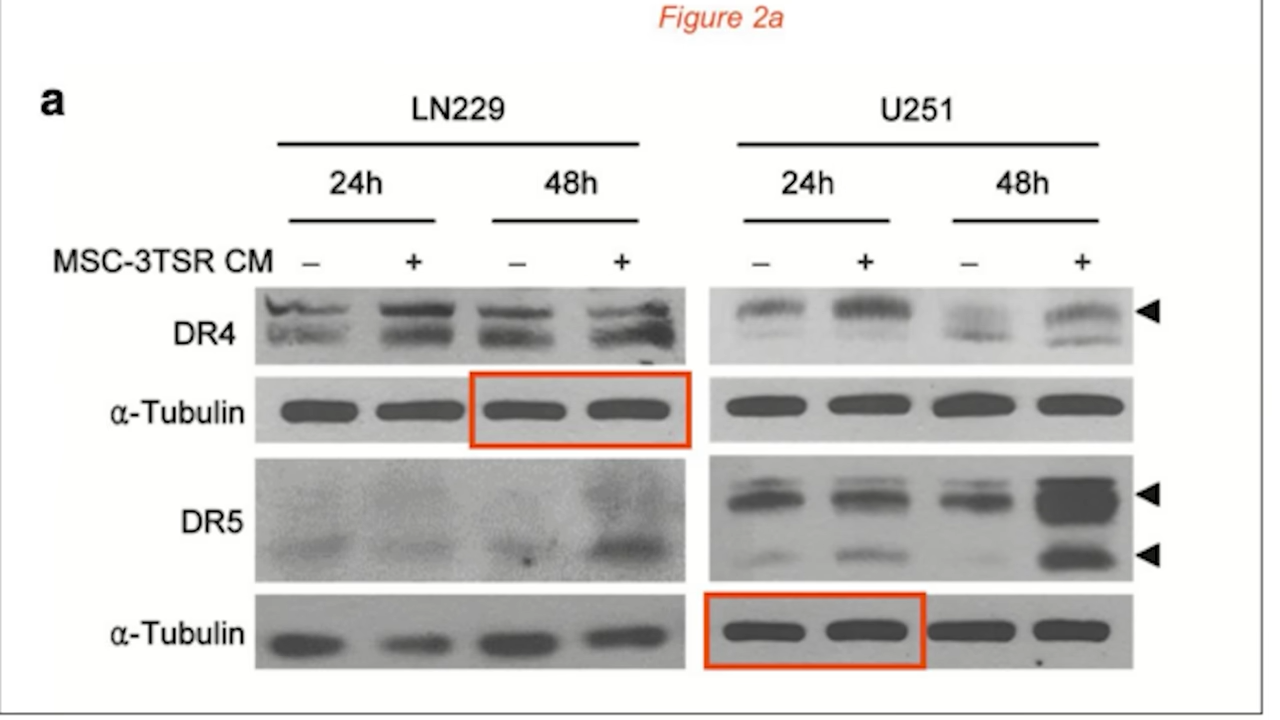 Figure 2a
a
LN229 U251
24h 48h 24h 48h
MSC-3TSR CM – + – + – + – +
DR4
α-Tubulin
DR5
α-Tubulin